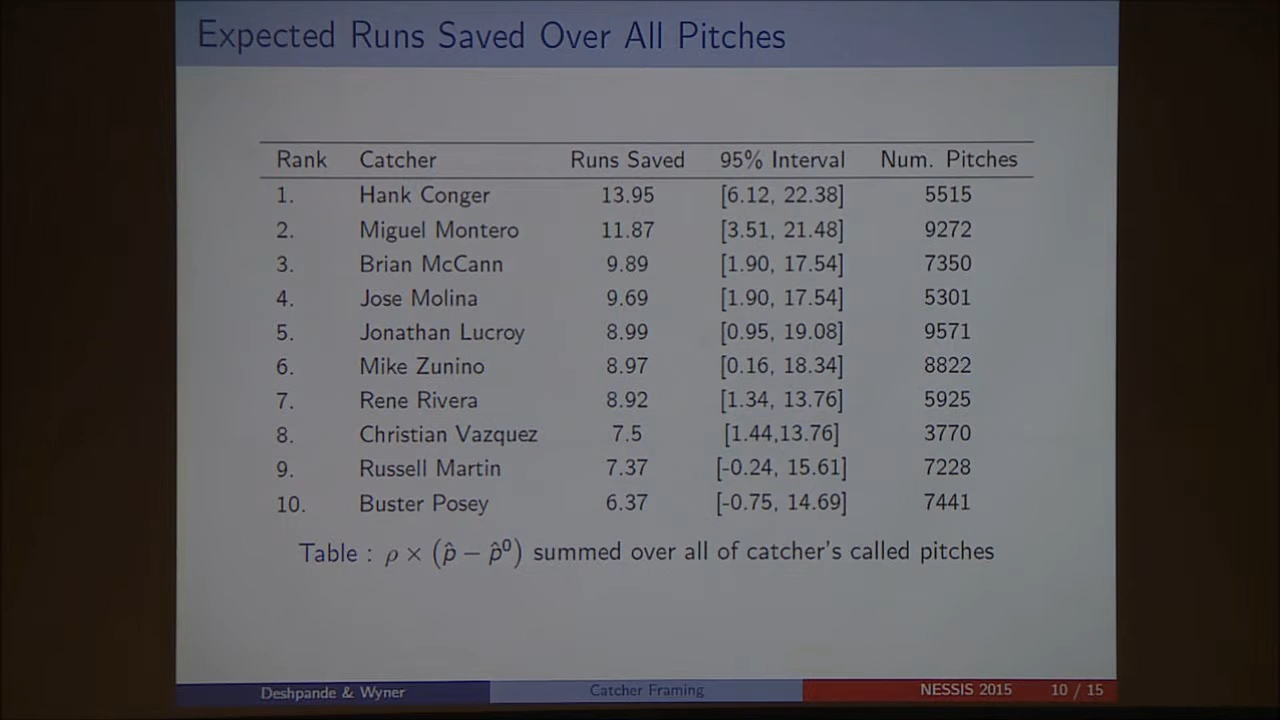 Expected Runs Saved Over All Pitches
Rank Catcher Runs Saved 95% Interval Num. Pitches
1. Hank Conger 13.95 [6.12, 22.38] 5515
2. Miguel Montero 11.87 [3.51, 21.48] 9272
3. Brian McCann 9.89 [1.90, 17.54] 7350
4. Jose Molina 9.69 [1.90, 17.54] 5301
5. Jonathan Lucroy 8.99 [0.95, 19.08] 9571
6. Mike Zunino 8.97 [0.16, 18.34] 8822
7. Rene Rivera 8.92 [1.34, 13.76] 5925
8. Christian Vazquez 7.5 [1.44,13.76] 3770
9. Russell Martin 7.37 [-0.24, 15.61] 7228
10. Buster Posey 6.37 [-0.75, 14.69] 7441
Table : ρ × (p̂ − p̂⁰) summed over all of catcher's called pitches
Deshpande & Wyner Catcher Framing NESSIS 2015 10 / 15